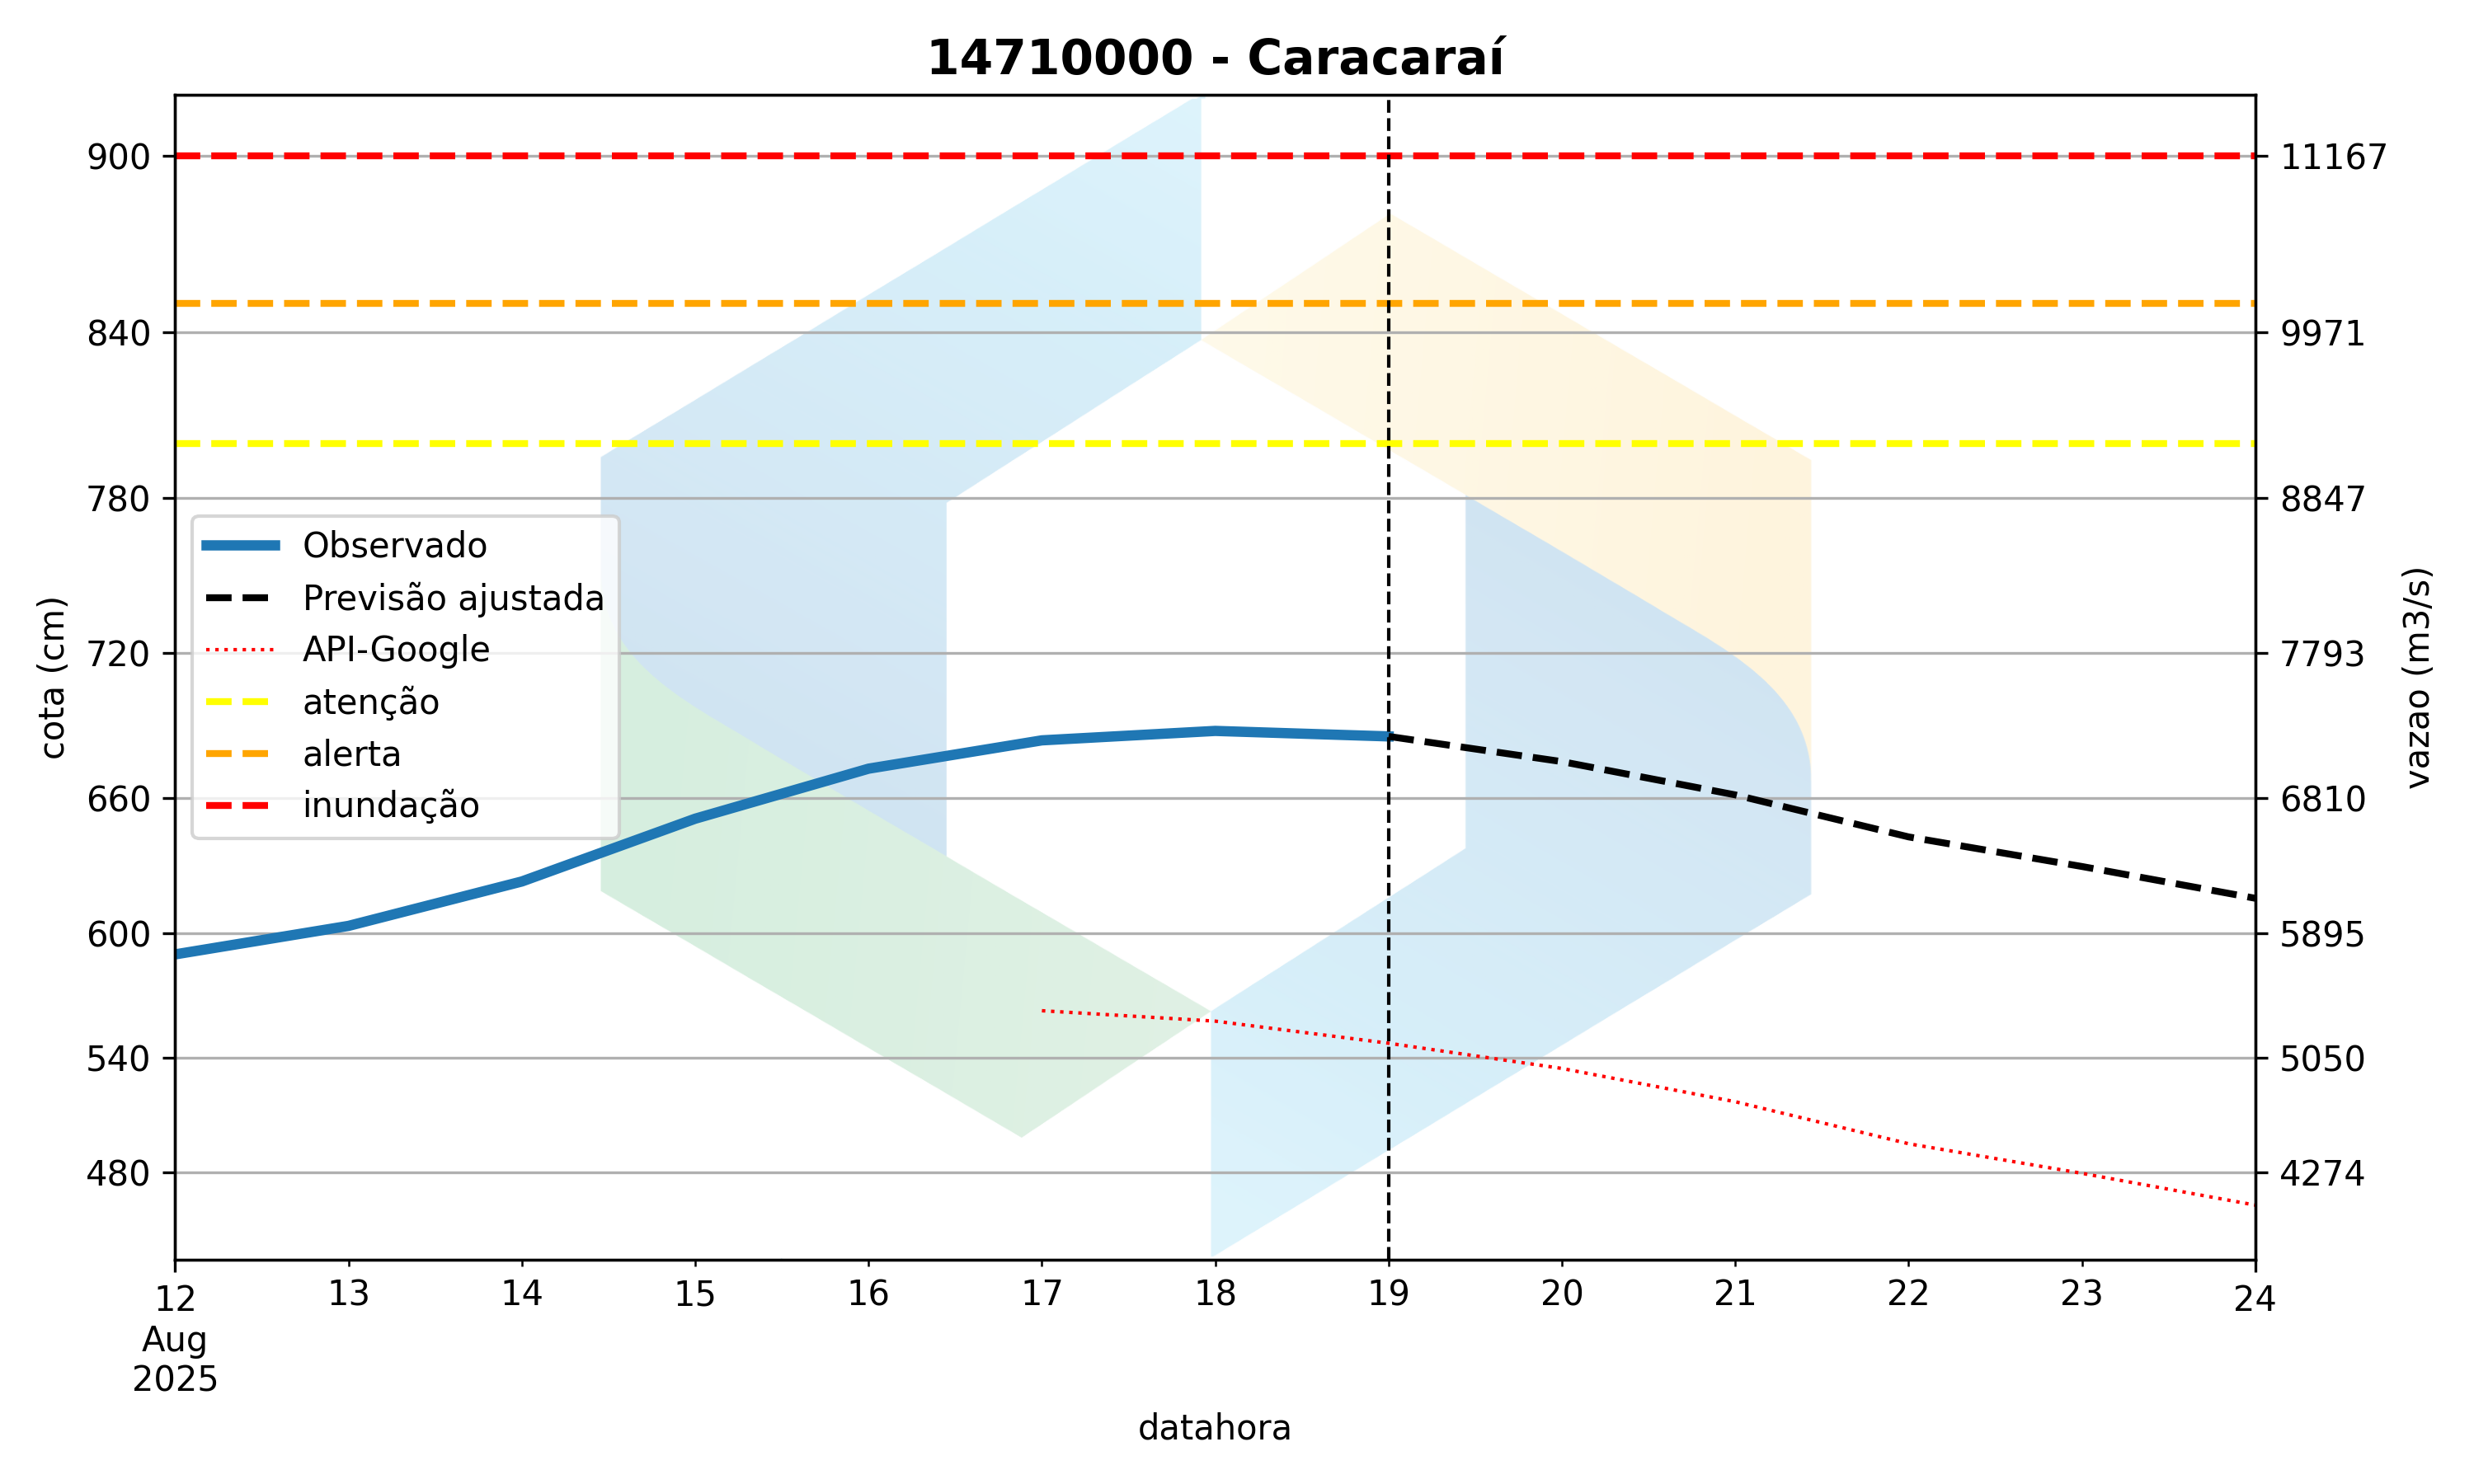 14710000 - Caracaraí
900
840
780
720
660
600
540
480
cota (cm)
11167
9971
8847
7793
6810
5895
5050
4274
vazao (m3/s)
Observado
Previsão ajustada
API-Google
atenção
alerta
inundação
12 13 14 15 16 17 18 19 20 21 22 23 24
Aug
2025
datahora